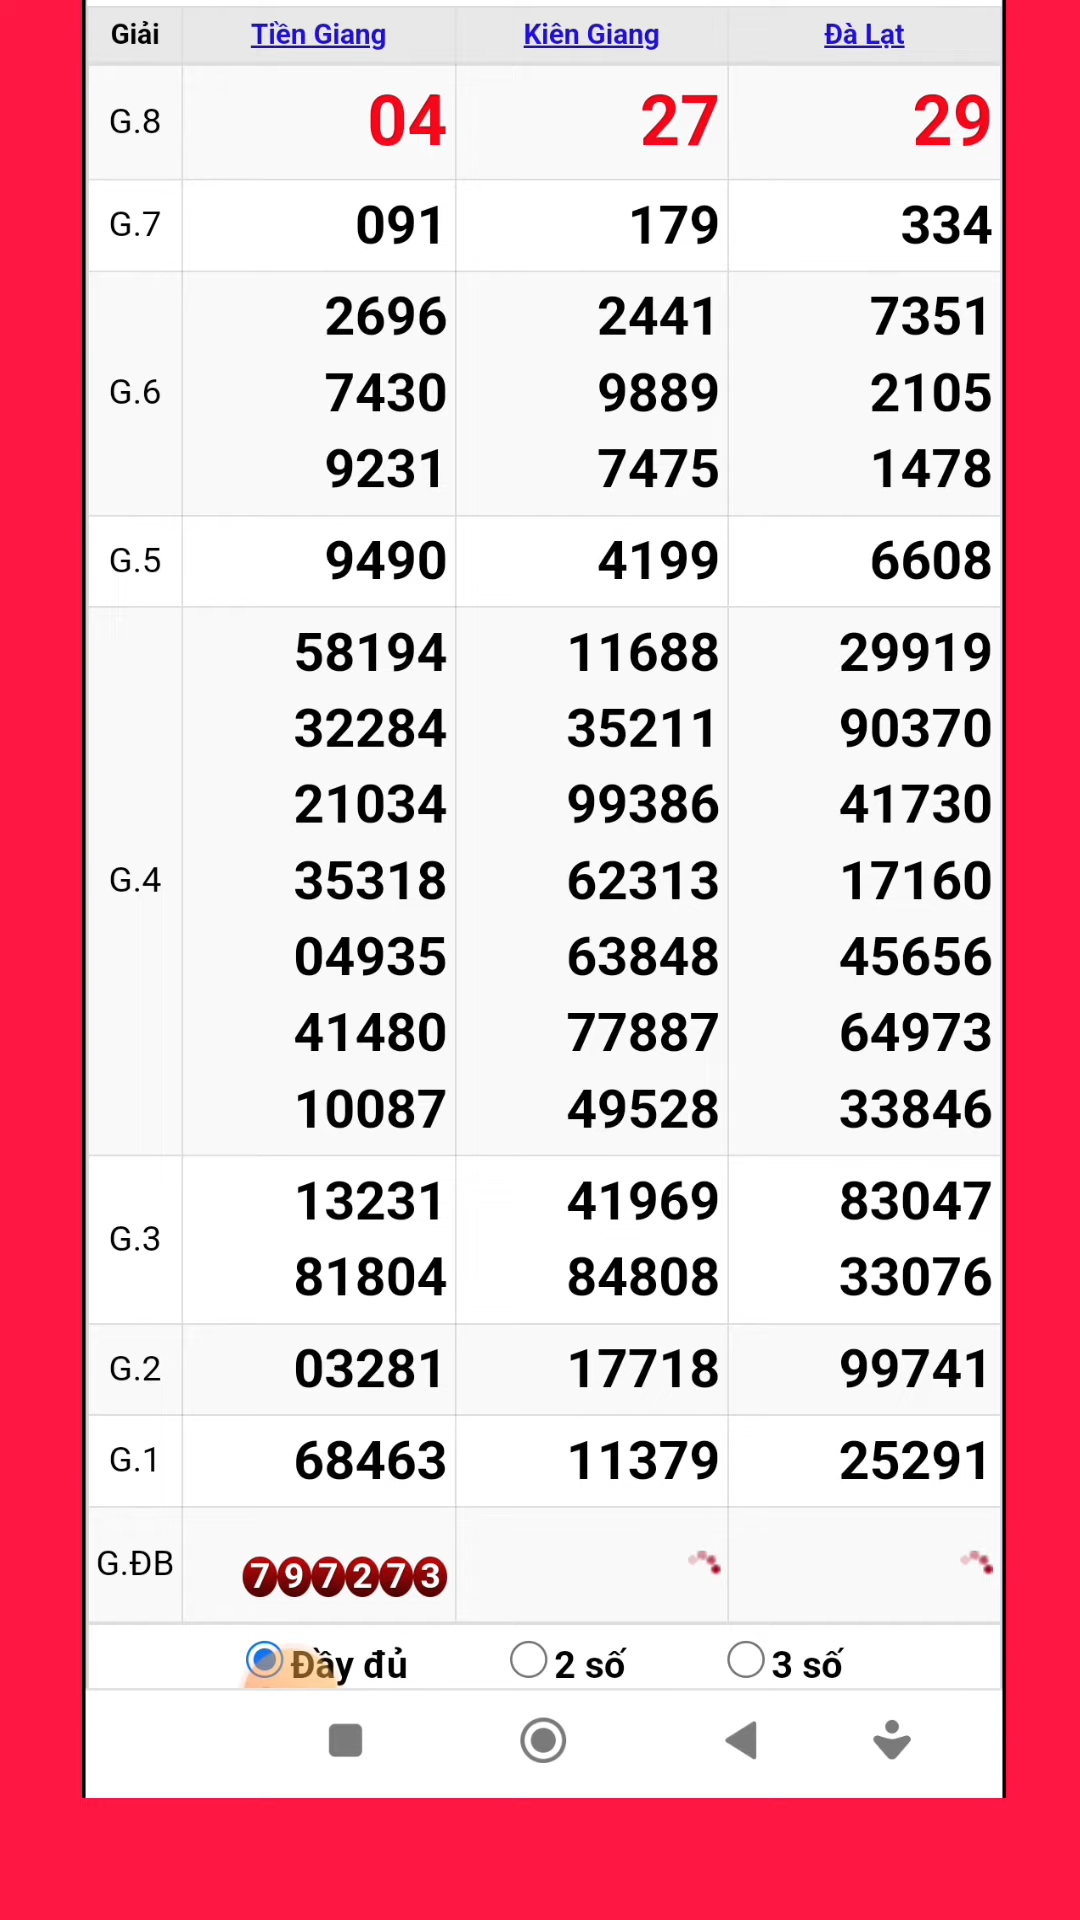 Giải Tiền Giang Kiên Giang Đà Lạt
G.8 04 27 29
G.7 091 179 334
2696 2441 7351
G.6 7430 9889 2105
9231 7475 1478
G.5 9490 4199 6608
58194 11688 29919
32284 35211 90370
21034 99386 41730
G.4 35318 62313 17160
04935 63848 45656
41480 77887 64973
10087 49528 33846
G.3 13231 41969 83047
81804 84808 33076
G.2 03281 17718 99741
G.1 68463 11379 25291
G.ĐB 797273
Đầy đủ 2 số 3 số